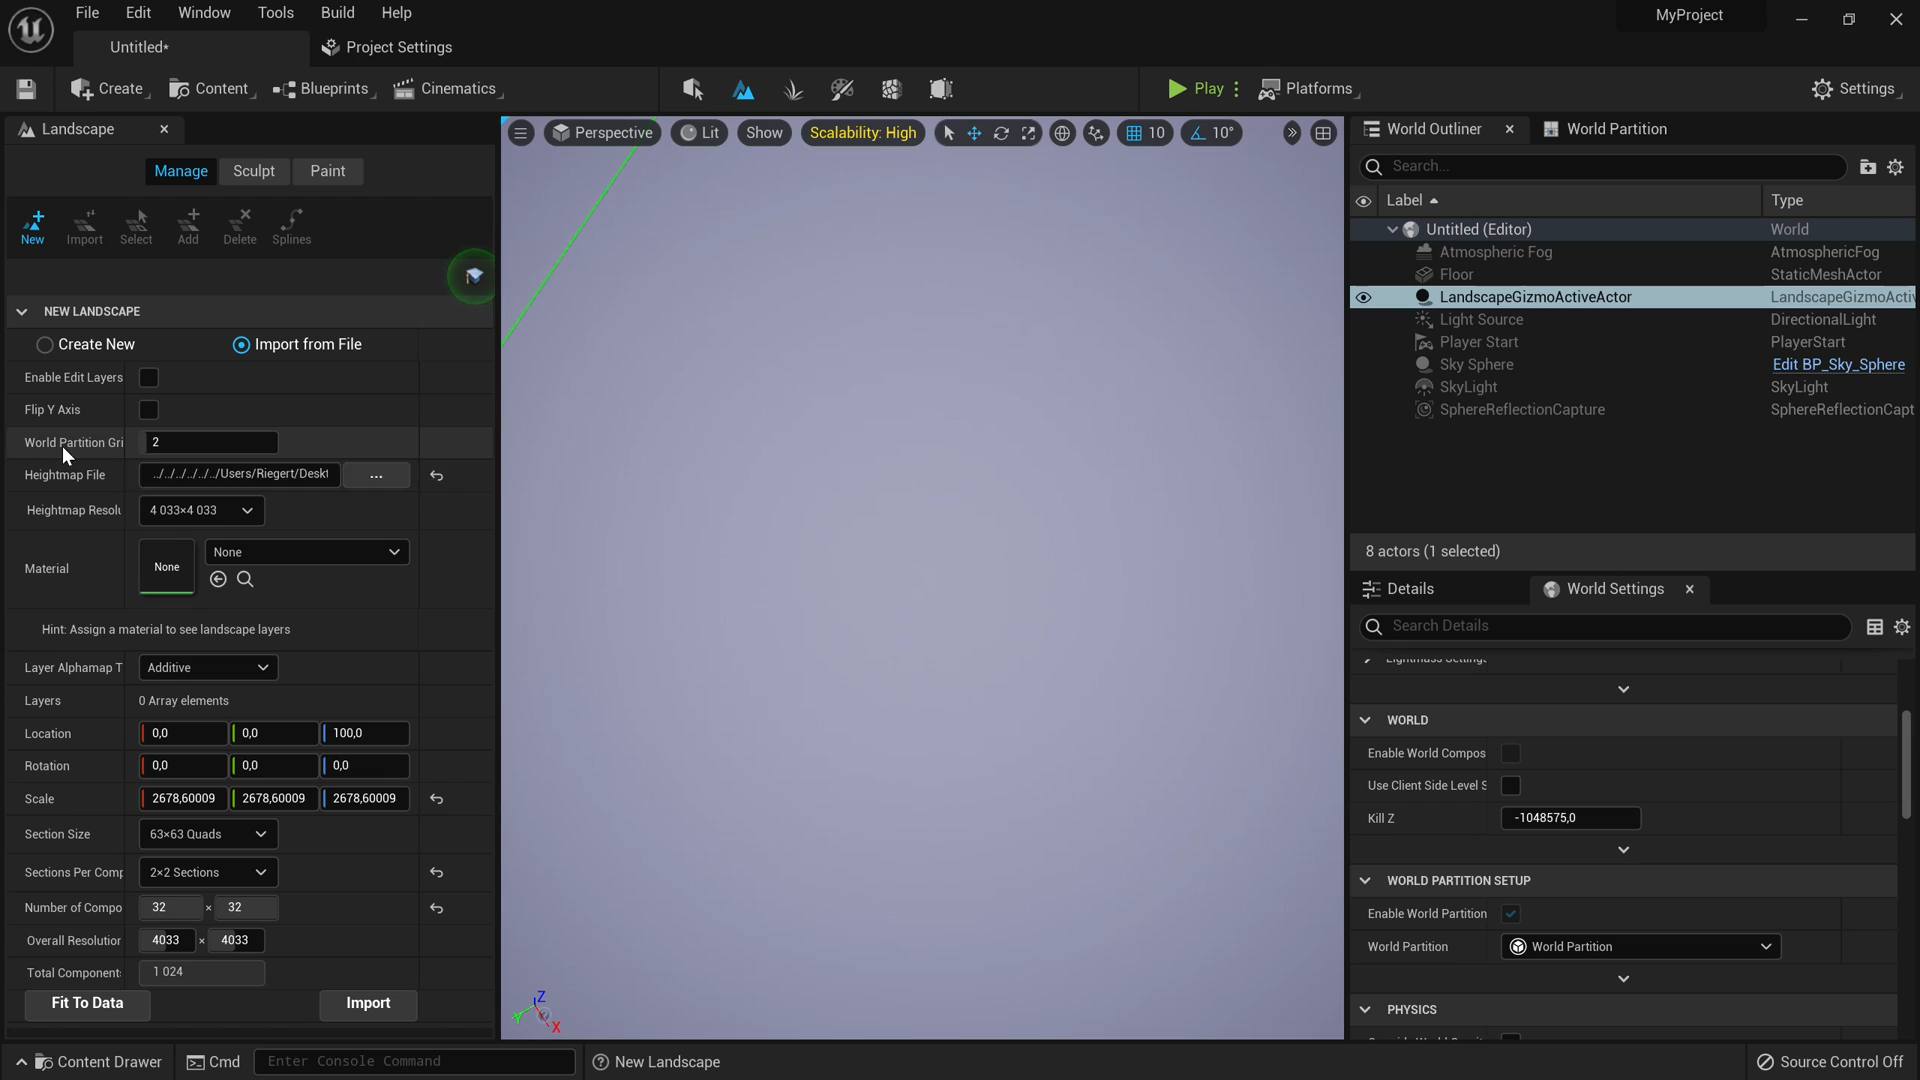 File Edit Window Tools Build Help
MyProject
Untitled*
Project Settings
Create
Content
Blueprints
Cinematics
Play
Platforms
Settings
Landscape
Manage
Sculpt
Paint
New
Import
Select
Add
Delete
Splines
NEW LANDSCAPE
Create New
Import from File
Enable Edit Layers
Flip Y Axis
World Partition Gri
2
Heightmap File
../../../../../../Users/Riegert/Deskt
...
Heightmap Resolu
4 033×4 033
Material
None
None
Hint: Assign a material to see landscape layers
Layer Alphamap T
Additive
Layers
0 Array elements
Location
0,0
0,0
100,0
Rotation
0,0
0,0
0,0
Scale
2678,60009
2678,60009
2678,60009
Section Size
63×63 Quads
Sections Per Comp
2×2 Sections
Number of Compo
32 × 32
Overall Resolution
4033 × 4033
Total Component
1 024
Fit To Data
Import
Perspective
Lit
Show
Scalability: High
10
10°
Z
X
World Outliner
World Partition
Search...
Label
Type
Untitled (Editor)
World
Atmospheric Fog
AtmosphericFog
Floor
StaticMeshActor
LandscapeGizmoActiveActor
LandscapeGizmoActiv
Light Source
DirectionalLight
Player Start
PlayerStart
Sky Sphere
Edit BP_Sky_Sphere
SkyLight
SkyLight
SphereReflectionCapture
SphereReflectionCapt
8 actors (1 selected)
Details
World Settings
Search Details
Lightmass Settings
WORLD
Enable World Compos
Use Client Side Level S
Kill Z
-1048575,0
WORLD PARTITION SETUP
Enable World Partition
World Partition
World Partition
PHYSICS
Content Drawer
Cmd
Enter Console Command
New Landscape
Source Control Off